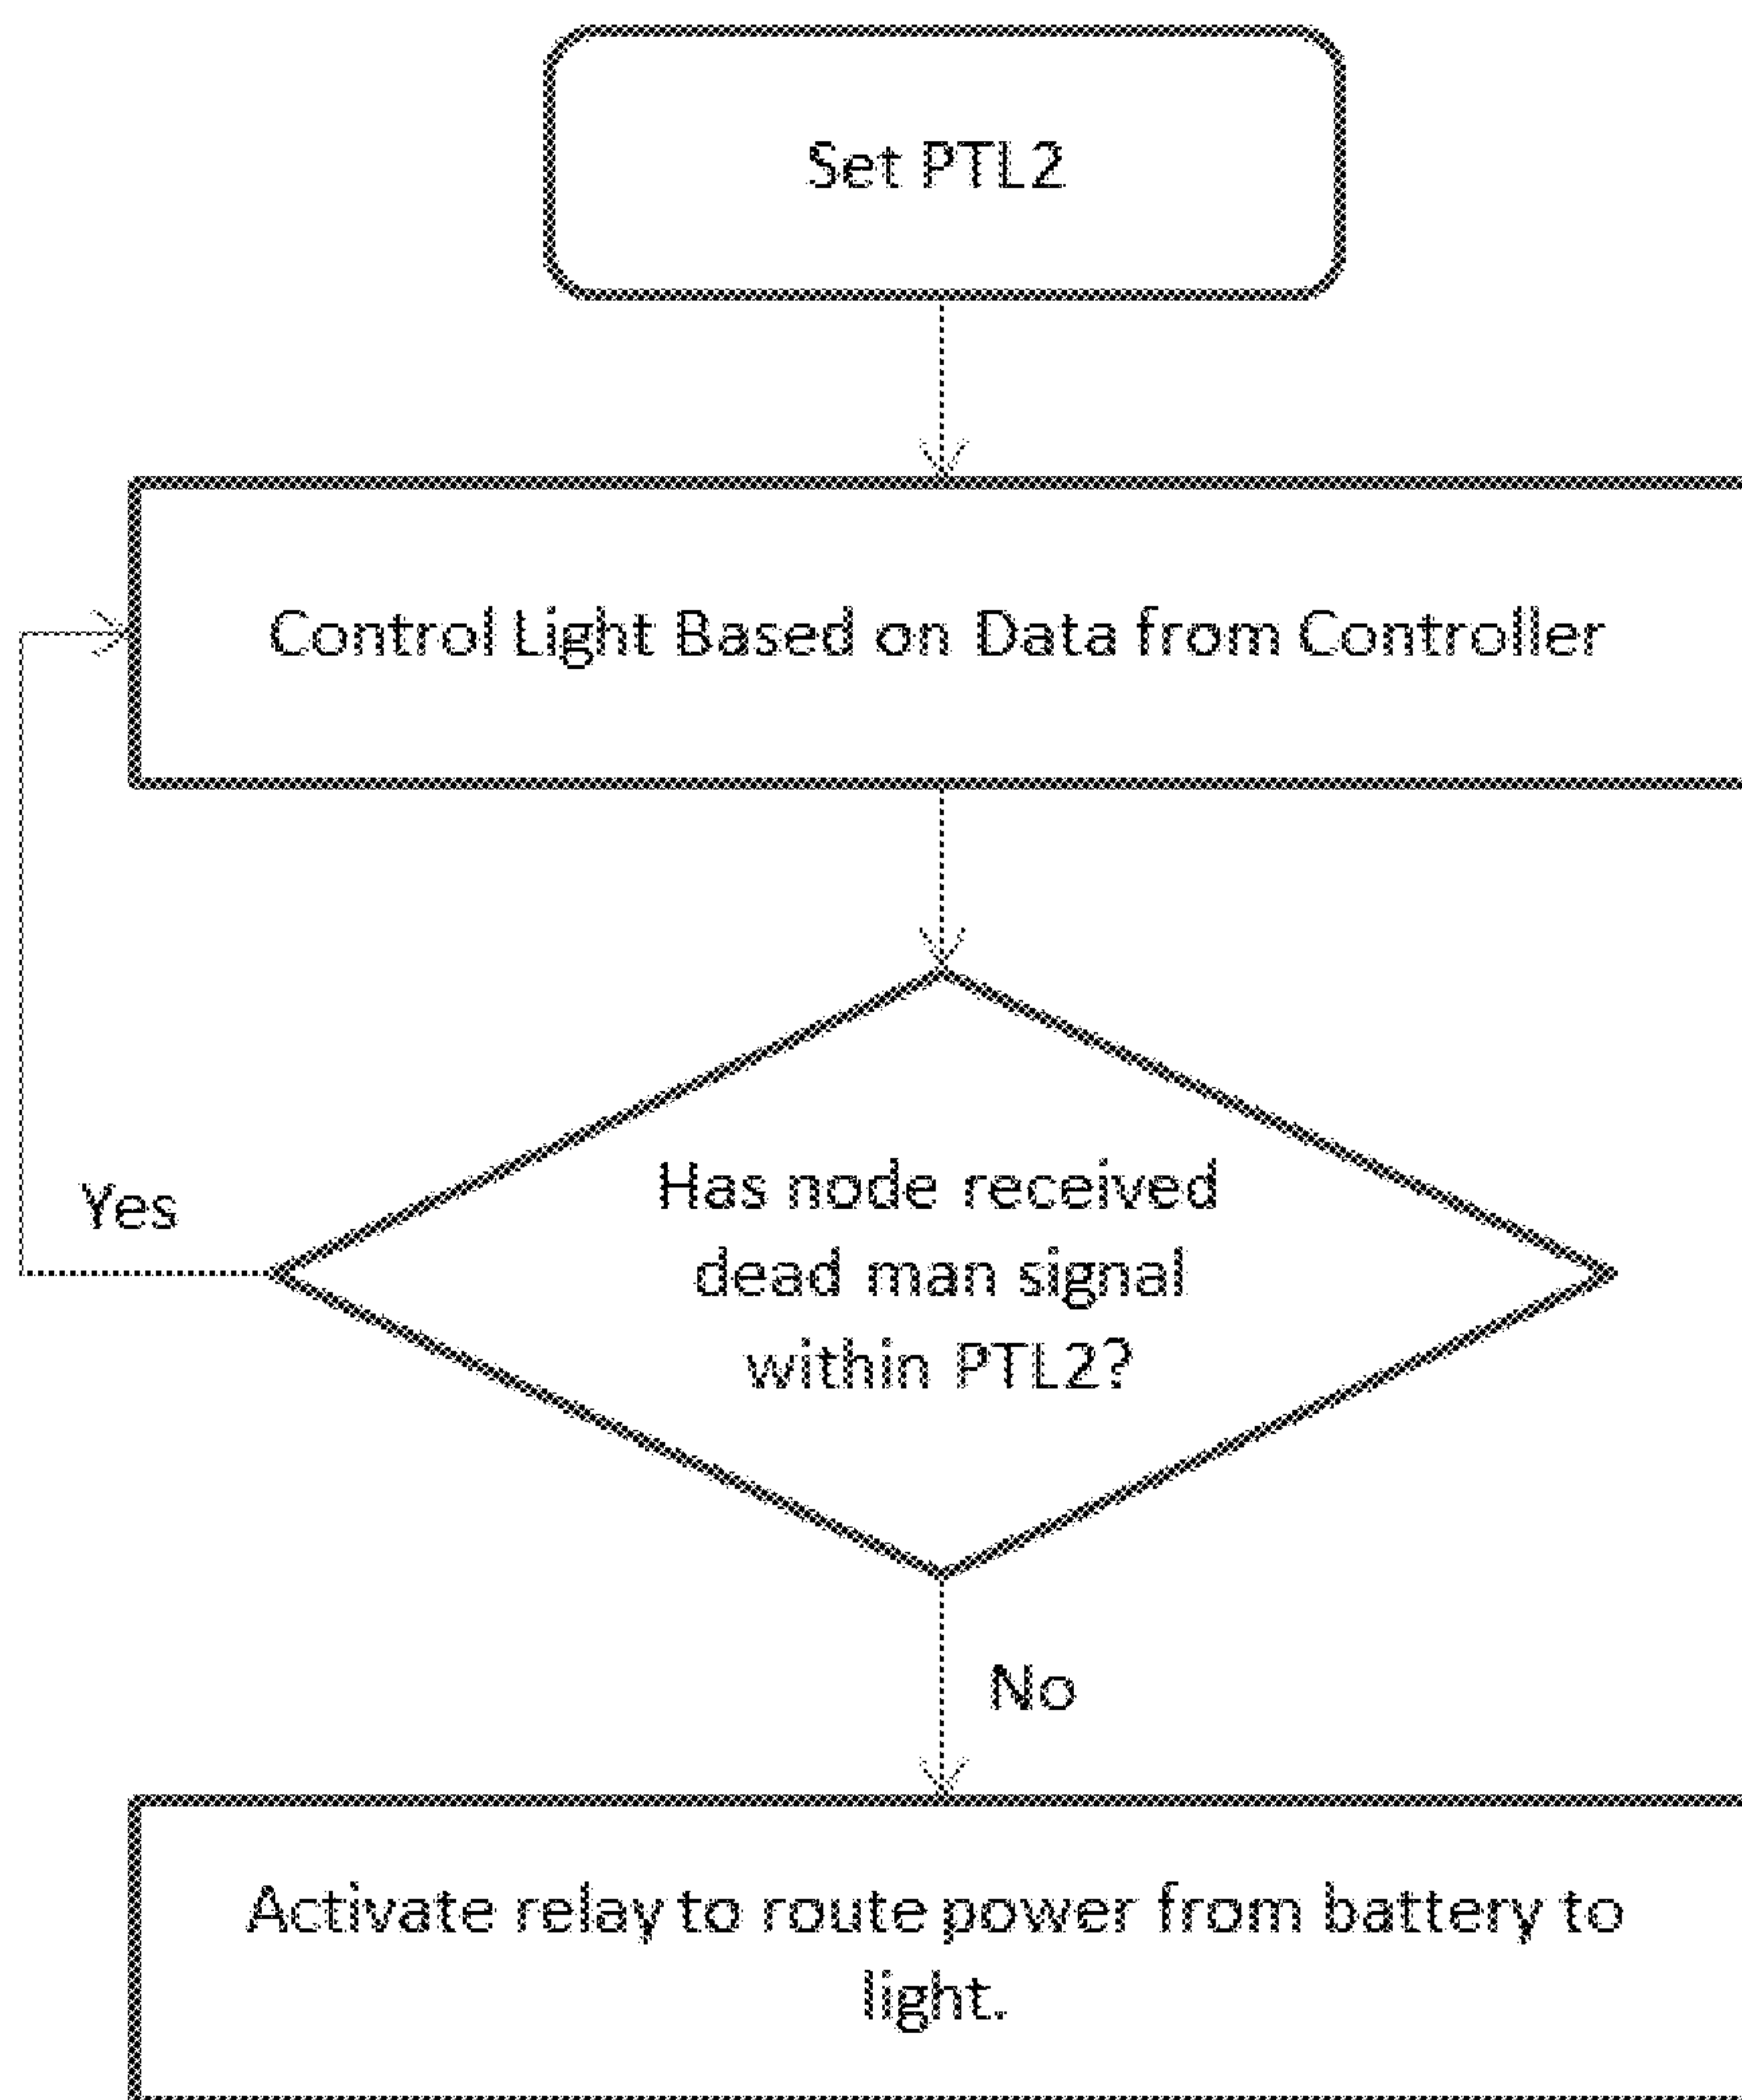 Set PTL2
Control Light Based on Data from Controller
Has node received
dead man signal
within PTL2?
Yes
No
Activate relay to route power from battery to
light.